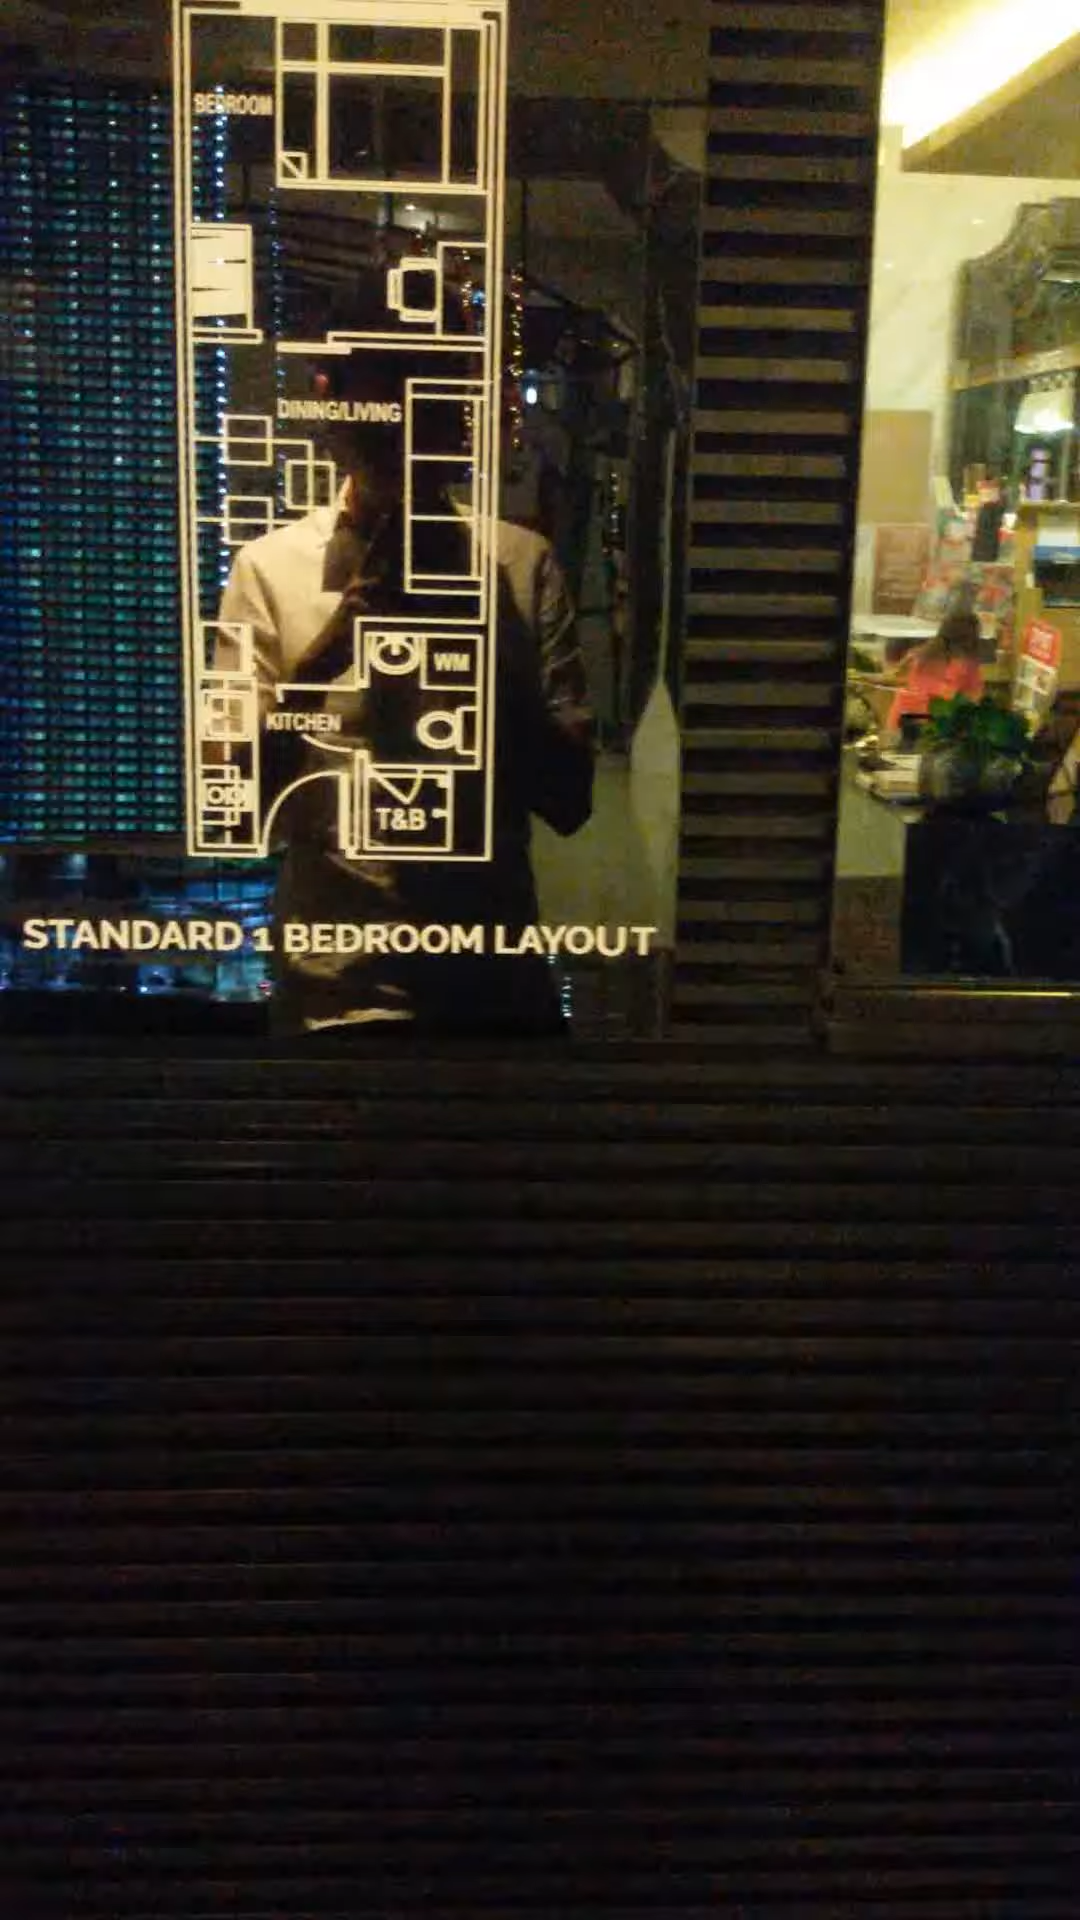 BEDROOM
DINING/LIVING
WM
KITCHEN
T&B
STANDARD 1 BEDROOM LAYOUT